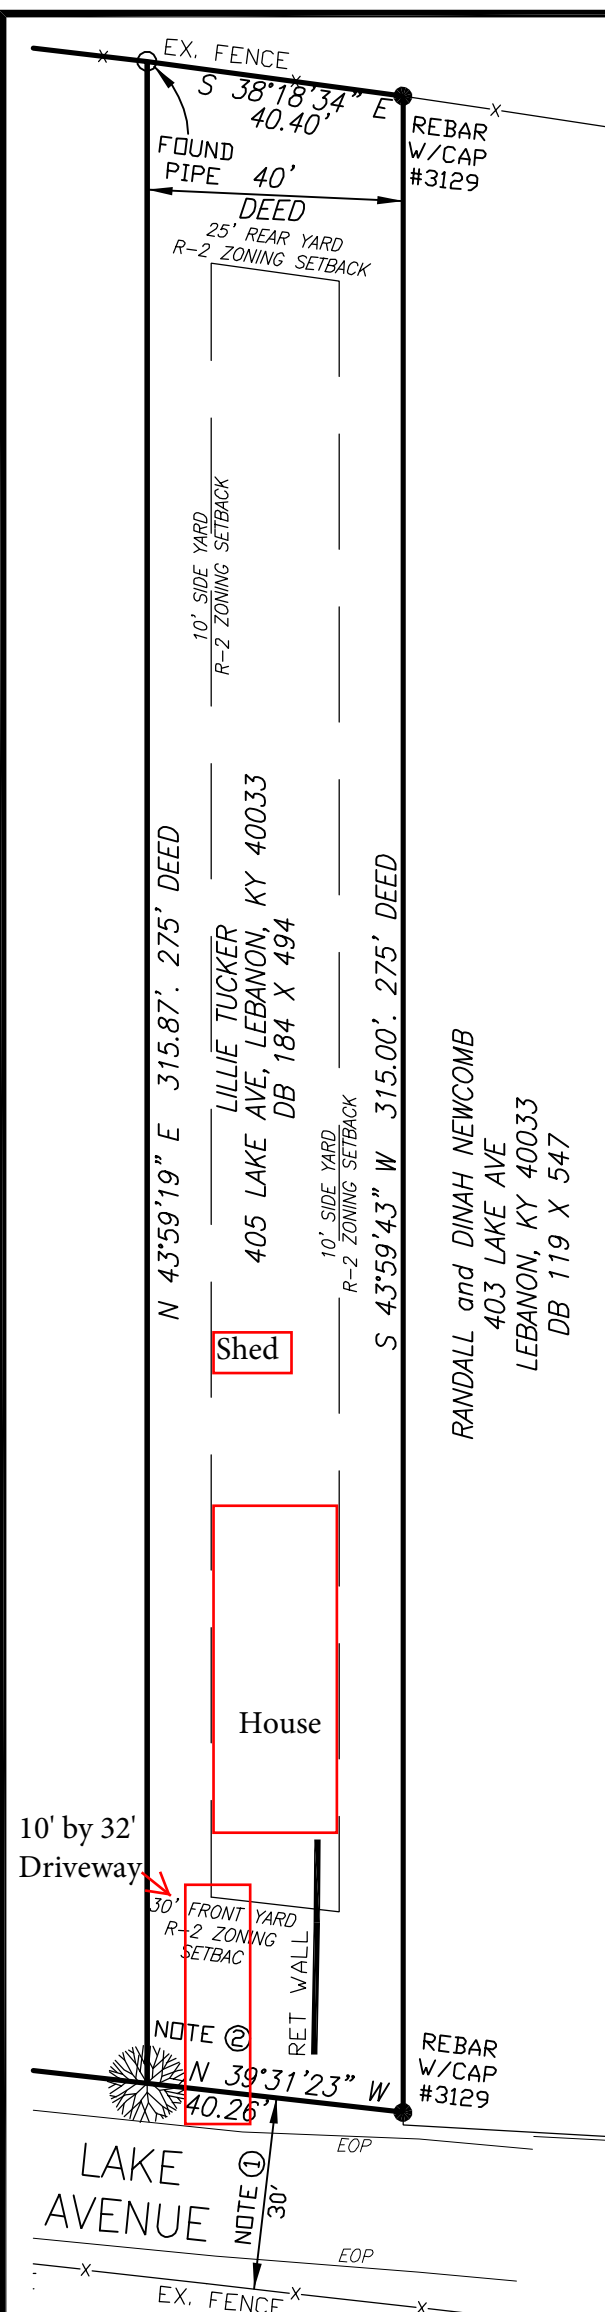 EX. FENCE
S 38°18'34" E
40.40'
FOUND
PIPE
REBAR
W/CAP
#3129
40'
DEED
25' REAR YARD
R-2 ZONING SETBACK
10' SIDE YARD
R-2 ZONING SETBACK
N 43°59'19" E 315.87'. 275' DEED
LILLIE TUCKER
405 LAKE AVE, LEBANON, KY 40033
DB 184 X 494
10' SIDE YARD
R-2 ZONING SETBACK
S 43°59'43" W 315.00'. 275' DEED
RANDALL and DINAH NEWCOMB
403 LAKE AVE
LEBANON, KY 40033
DB 119 X 547
Shed
House
10' by 32'
Driveway
30' FRONT YARD
R-2 ZONING
SETBAC
RET WALL
NOTE 2
N 39°31'23" W
40.26'
REBAR
W/CAP
#3129
EOP
LAKE
AVENUE
NOTE 1
30'
EOP
EX. FENCE